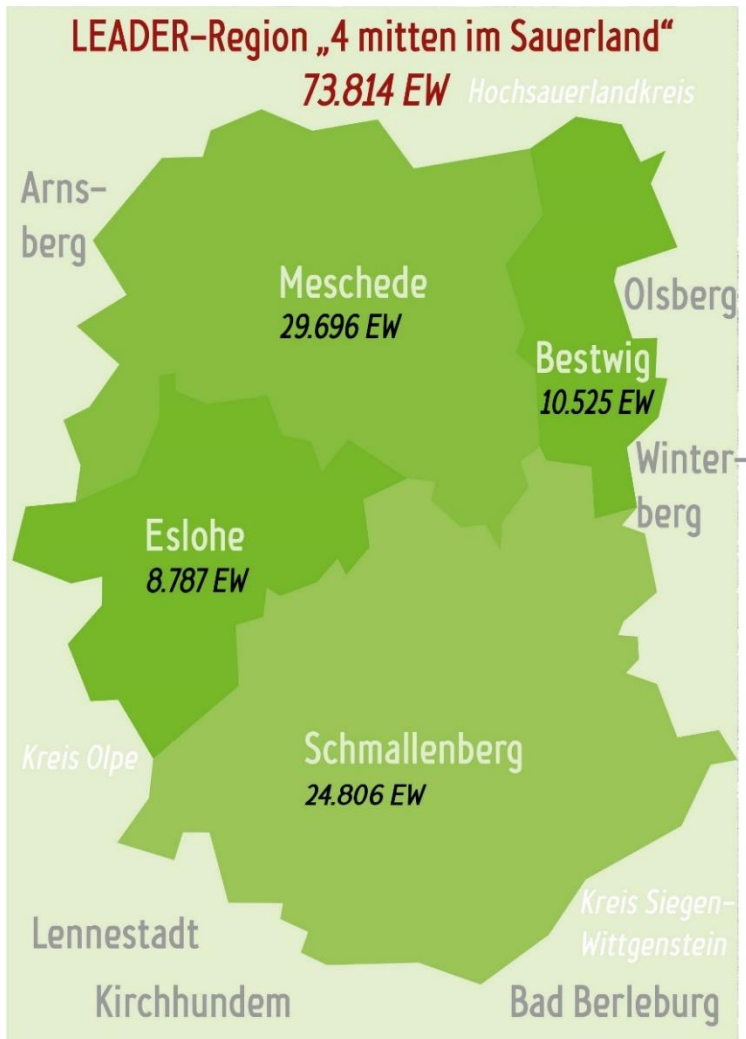 LEADER-Region „4 mitten im Sauerland“
73.814 EW
Hochsauerlandkreis
Arns-
berg
Meschede
29.696 EW
Olsberg
Bestwig
10.525 EW
Winter-
berg
Eslohe
8.787 EW
Kreis Olpe
Schmallenberg
24.806 EW
Kreis Siegen-
Wittgenstein
Lennestadt
Kirchhundem
Bad Berleburg